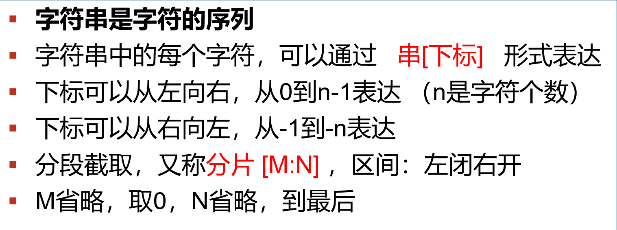 ▪ 字符串是字符的序列
▪ 字符串中的每个字符，可以通过 串[下标] 形式表达
▪ 下标可以从左向右，从0到n-1表达 （n是字符个数）
▪ 下标可以从右向左，从-1到-n表达
▪ 分段截取，又称分片 [M:N] ，区间：左闭右开
▪ M省略，取0，N省略，到最后